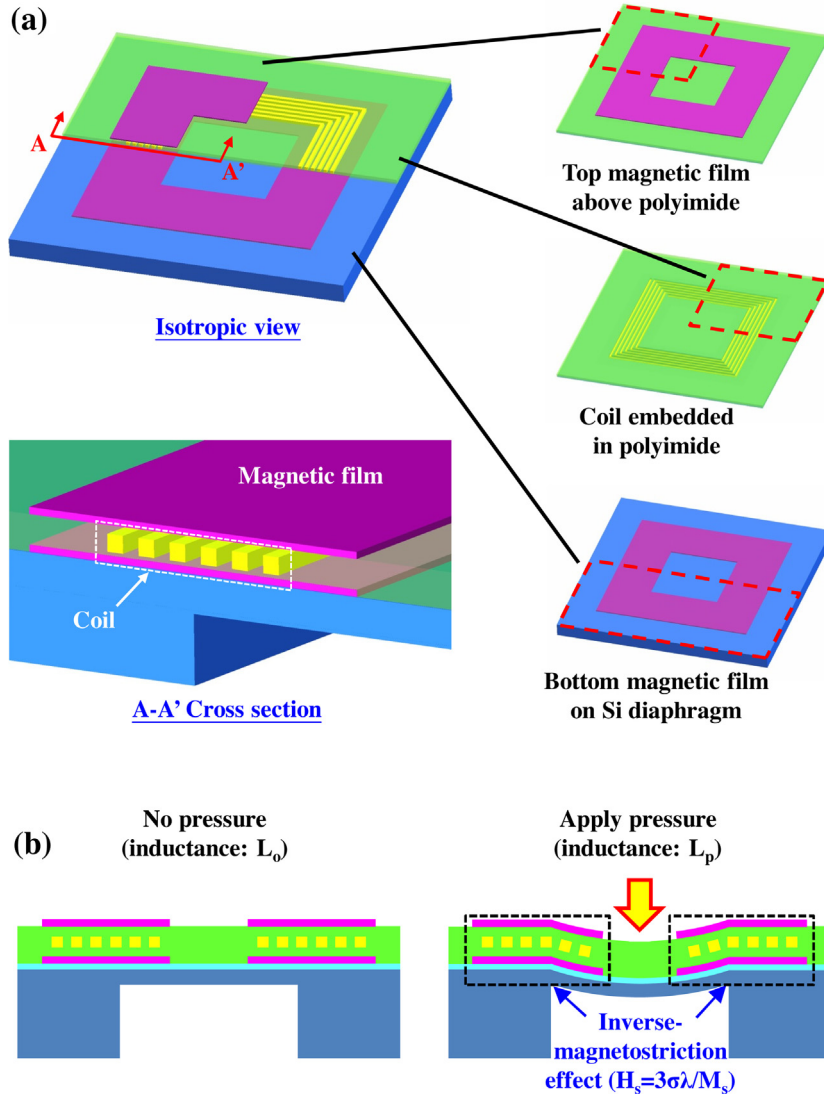 (a)
A
A'
Isotropic view
Top magnetic film
above polyimide
Coil embedded
in polyimide
Magnetic film
Coil
A-A' Cross section
Bottom magnetic film
on Si diaphragm
(b)
No pressure
(inductance: Lₒ)
Apply pressure
(inductance: Lₚ)
Inverse-
magnetostriction
effect (Hₛ=3σλ/Mₛ)